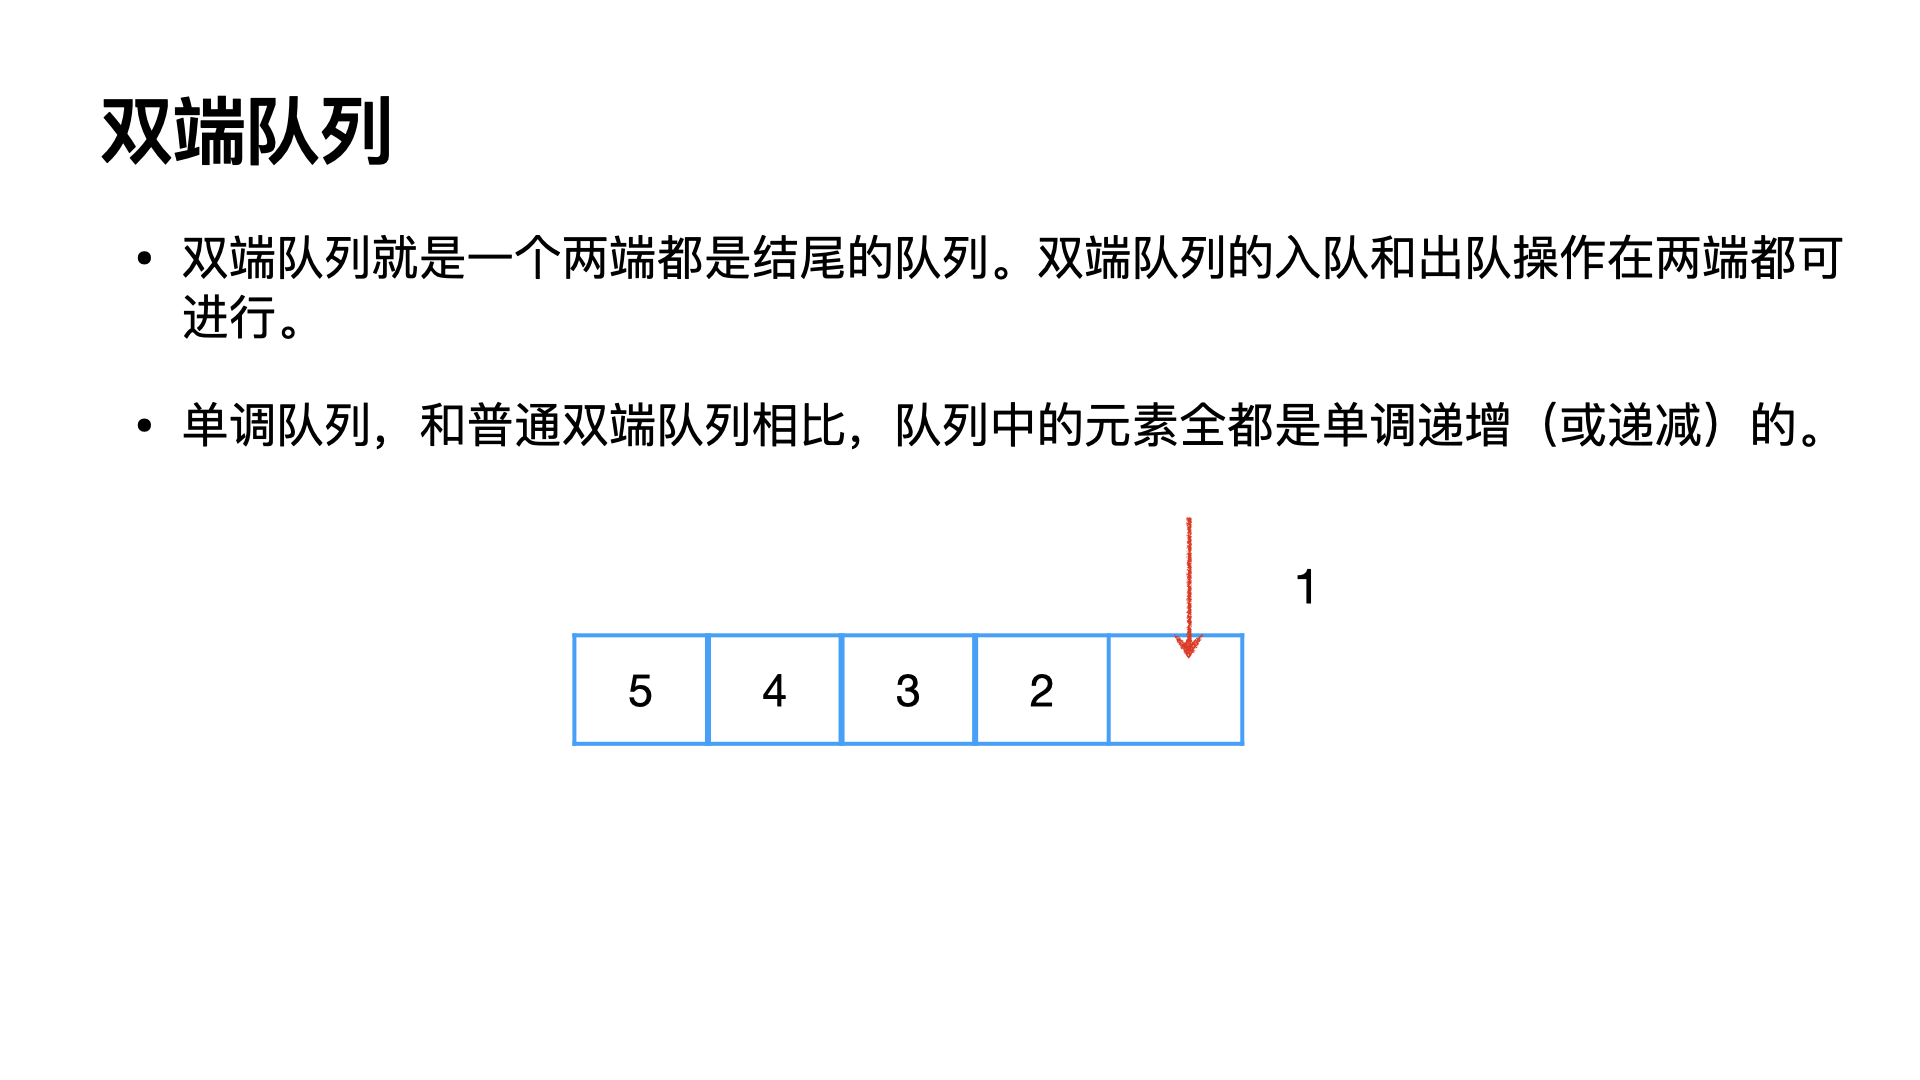 双端队列
• 双端队列就是一个两端都是结尾的队列。双端队列的入队和出队操作在两端都可
进行。
• 单调队列，和普通双端队列相比，队列中的元素全都是单调递增（或递减）的。
1
5 4 3 2